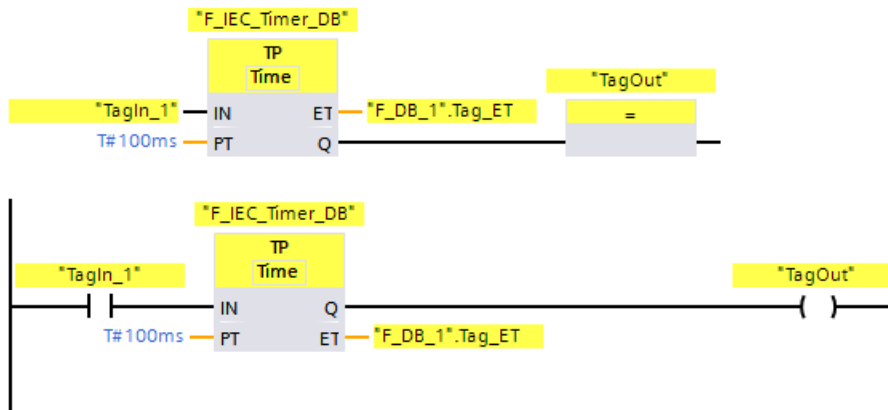 "F_IEC_Timer_DB"
TP
Time
"TagOut"
"TagIn_1" IN ET "F_DB_1".Tag_ET
=
T#100ms PT Q
"F_IEC_Timer_DB"
TP
Time
"TagIn_1"
"TagOut"
IN Q
T#100ms PT ET "F_DB_1".Tag_ET